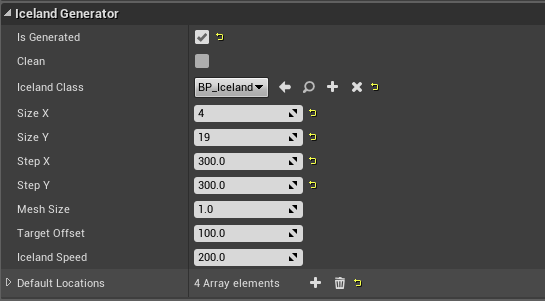 Iceland Generator
Is Generated
Clean
Iceland Class BP_Iceland
Size X 4
Size Y 19
Step X 300.0
Step Y 300.0
Mesh Size 1.0
Target Offset 100.0
Iceland Speed 200.0
Default Locations 4 Array elements